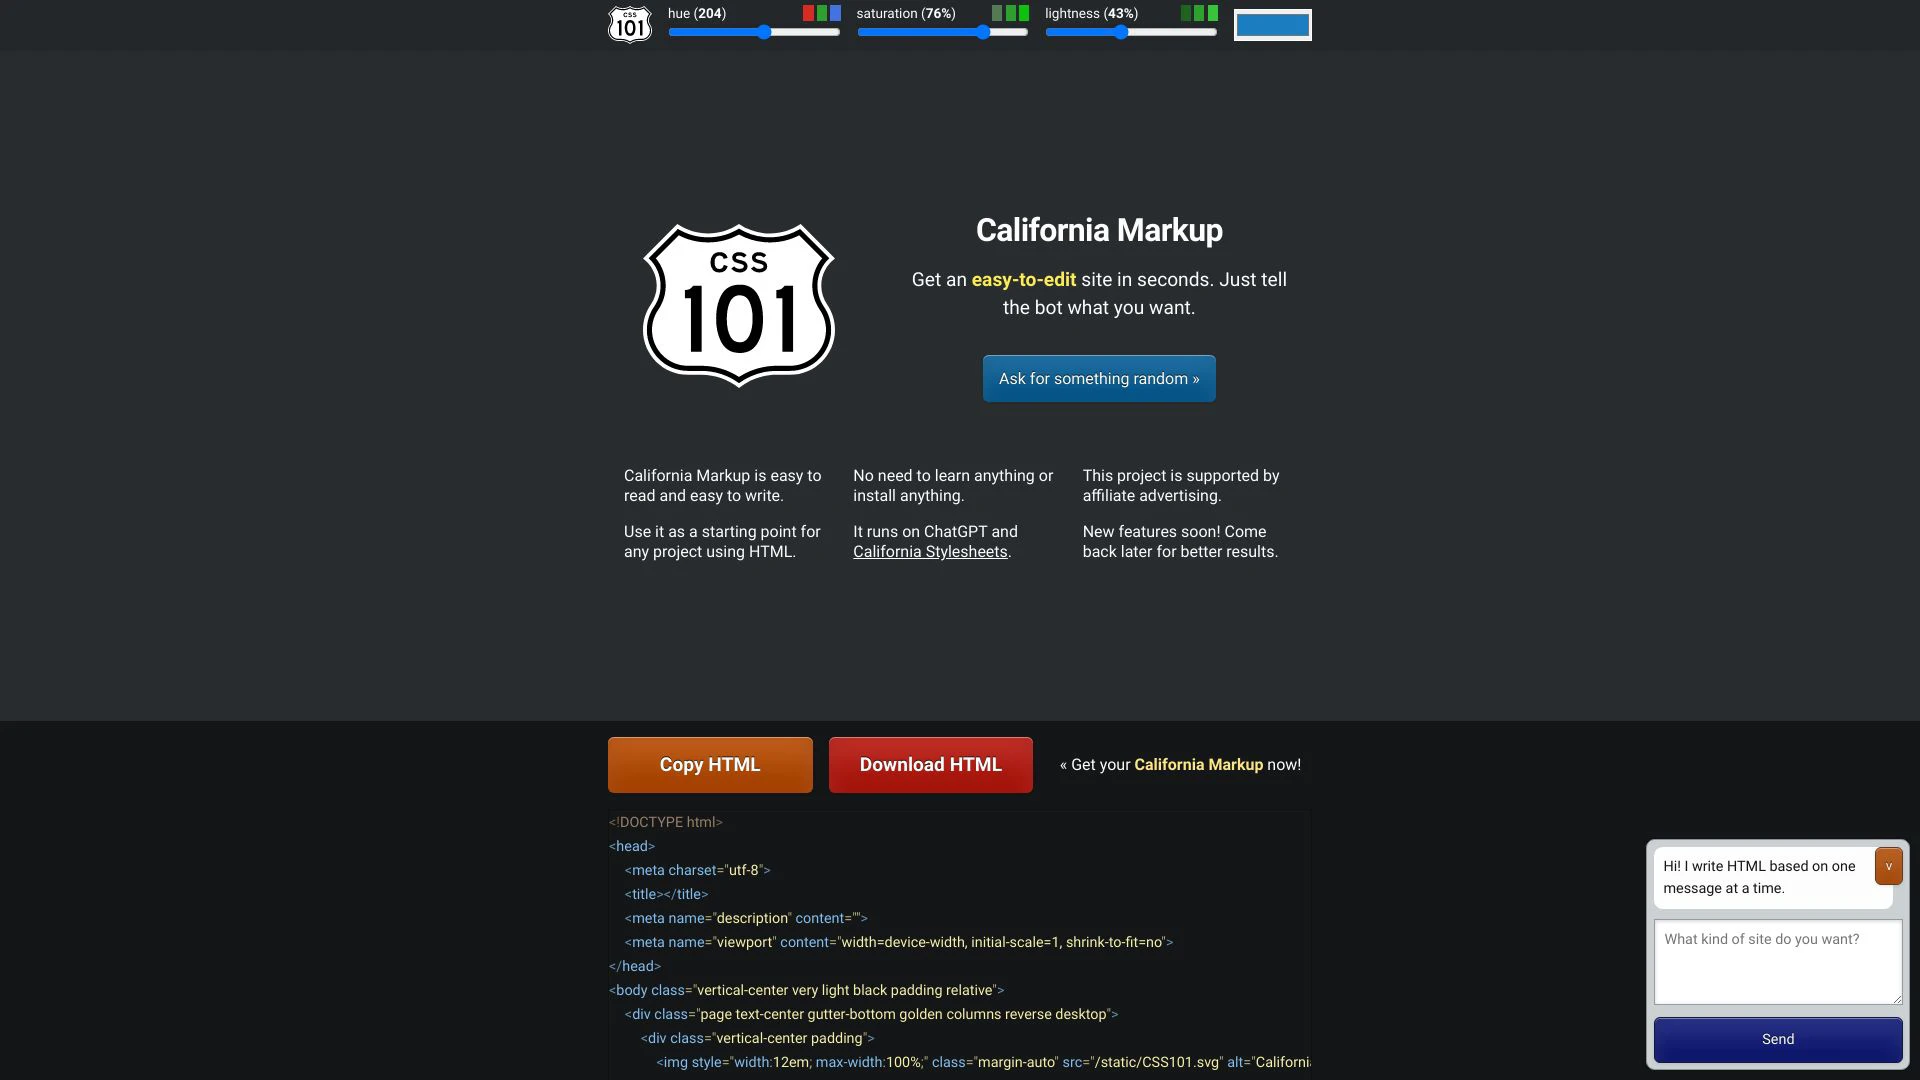 CSS
101
hue (204)
saturation (76%)
lightness (43%)
CSS
101
California Markup
Get an easy-to-edit site in seconds. Just tell
the bot what you want.
Ask for something random »
California Markup is easy to
read and easy to write.
Use it as a starting point for
any project using HTML.
No need to learn anything or
install anything.
It runs on ChatGPT and
California Stylesheets.
This project is supported by
affiliate advertising.
New features soon! Come
back later for better results.
Copy HTML
Download HTML
« Get your California Markup now!
<!DOCTYPE html>
<head>
<meta charset="utf-8">
<title></title>
<meta name="description" content="">
<meta name="viewport" content="width=device-width, initial-scale=1, shrink-to-fit=no">
</head>
<body class="vertical-center very light black padding relative">
<div class="page text-center gutter-bottom golden columns reverse desktop">
<div class="vertical-center padding">
<img style="width:12em; max-width:100%;" class="margin-auto" src="/static/CSS101.svg" alt="Californi
Hi! I write HTML based on one
message at a time.
v
What kind of site do you want?
Send